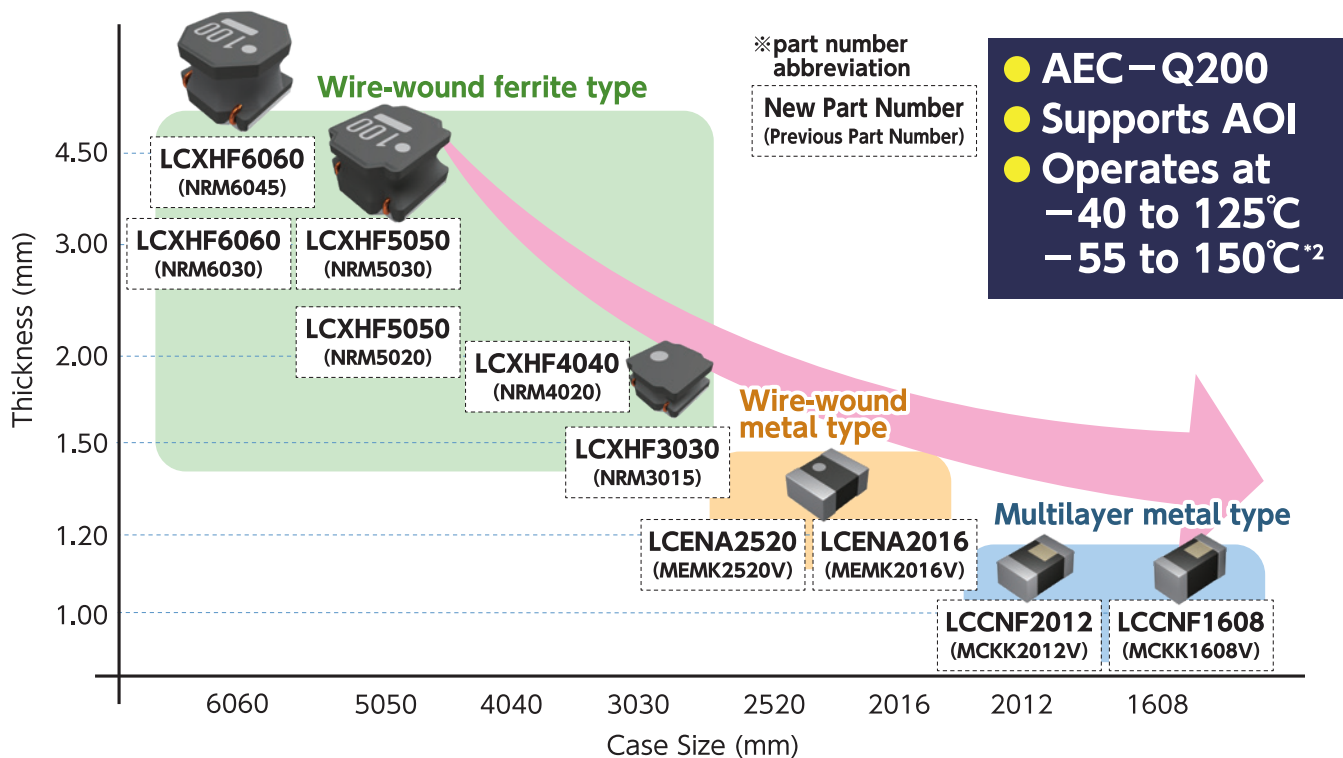 ※part number
abbreviation
New Part Number
(Previous Part Number)
● AEC−Q200
● Supports AOI
● Operates at
−40 to 125℃
−55 to 150℃*2
Wire-wound ferrite type
100
100
LCXHF6060
(NRM6045)
LCXHF6060
(NRM6030)
LCXHF5050
(NRM5030)
LCXHF5050
(NRM5020)
LCXHF4040
(NRM4020)
LCXHF3030
(NRM3015)
Wire-wound
metal type
LCENA2520
(MEMK2520V)
LCENA2016
(MEMK2016V)
Multilayer metal type
LCCNF2012
(MCKK2012V)
LCCNF1608
(MCKK1608V)
Thickness (mm)
4.50
3.00
2.00
1.50
1.20
1.00
6060 5050 4040 3030 2520 2016 2012 1608
Case Size (mm)